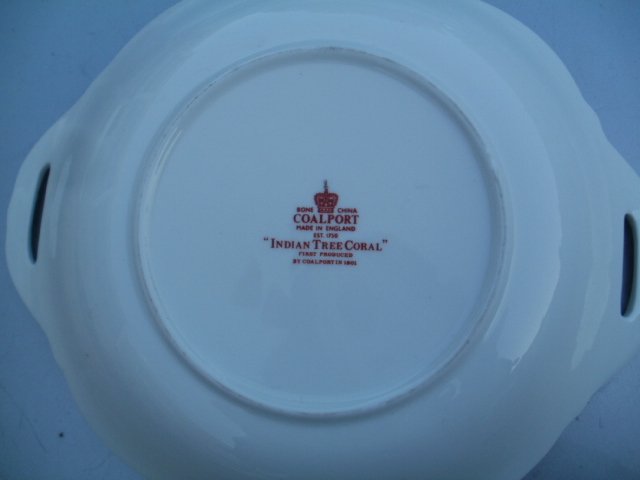 BONE CHINA
COALPORT
MADE IN ENGLAND
EST. 1750
"INDIAN TREE CORAL"
FIRST PRODUCED
BY COALPORT IN 1801